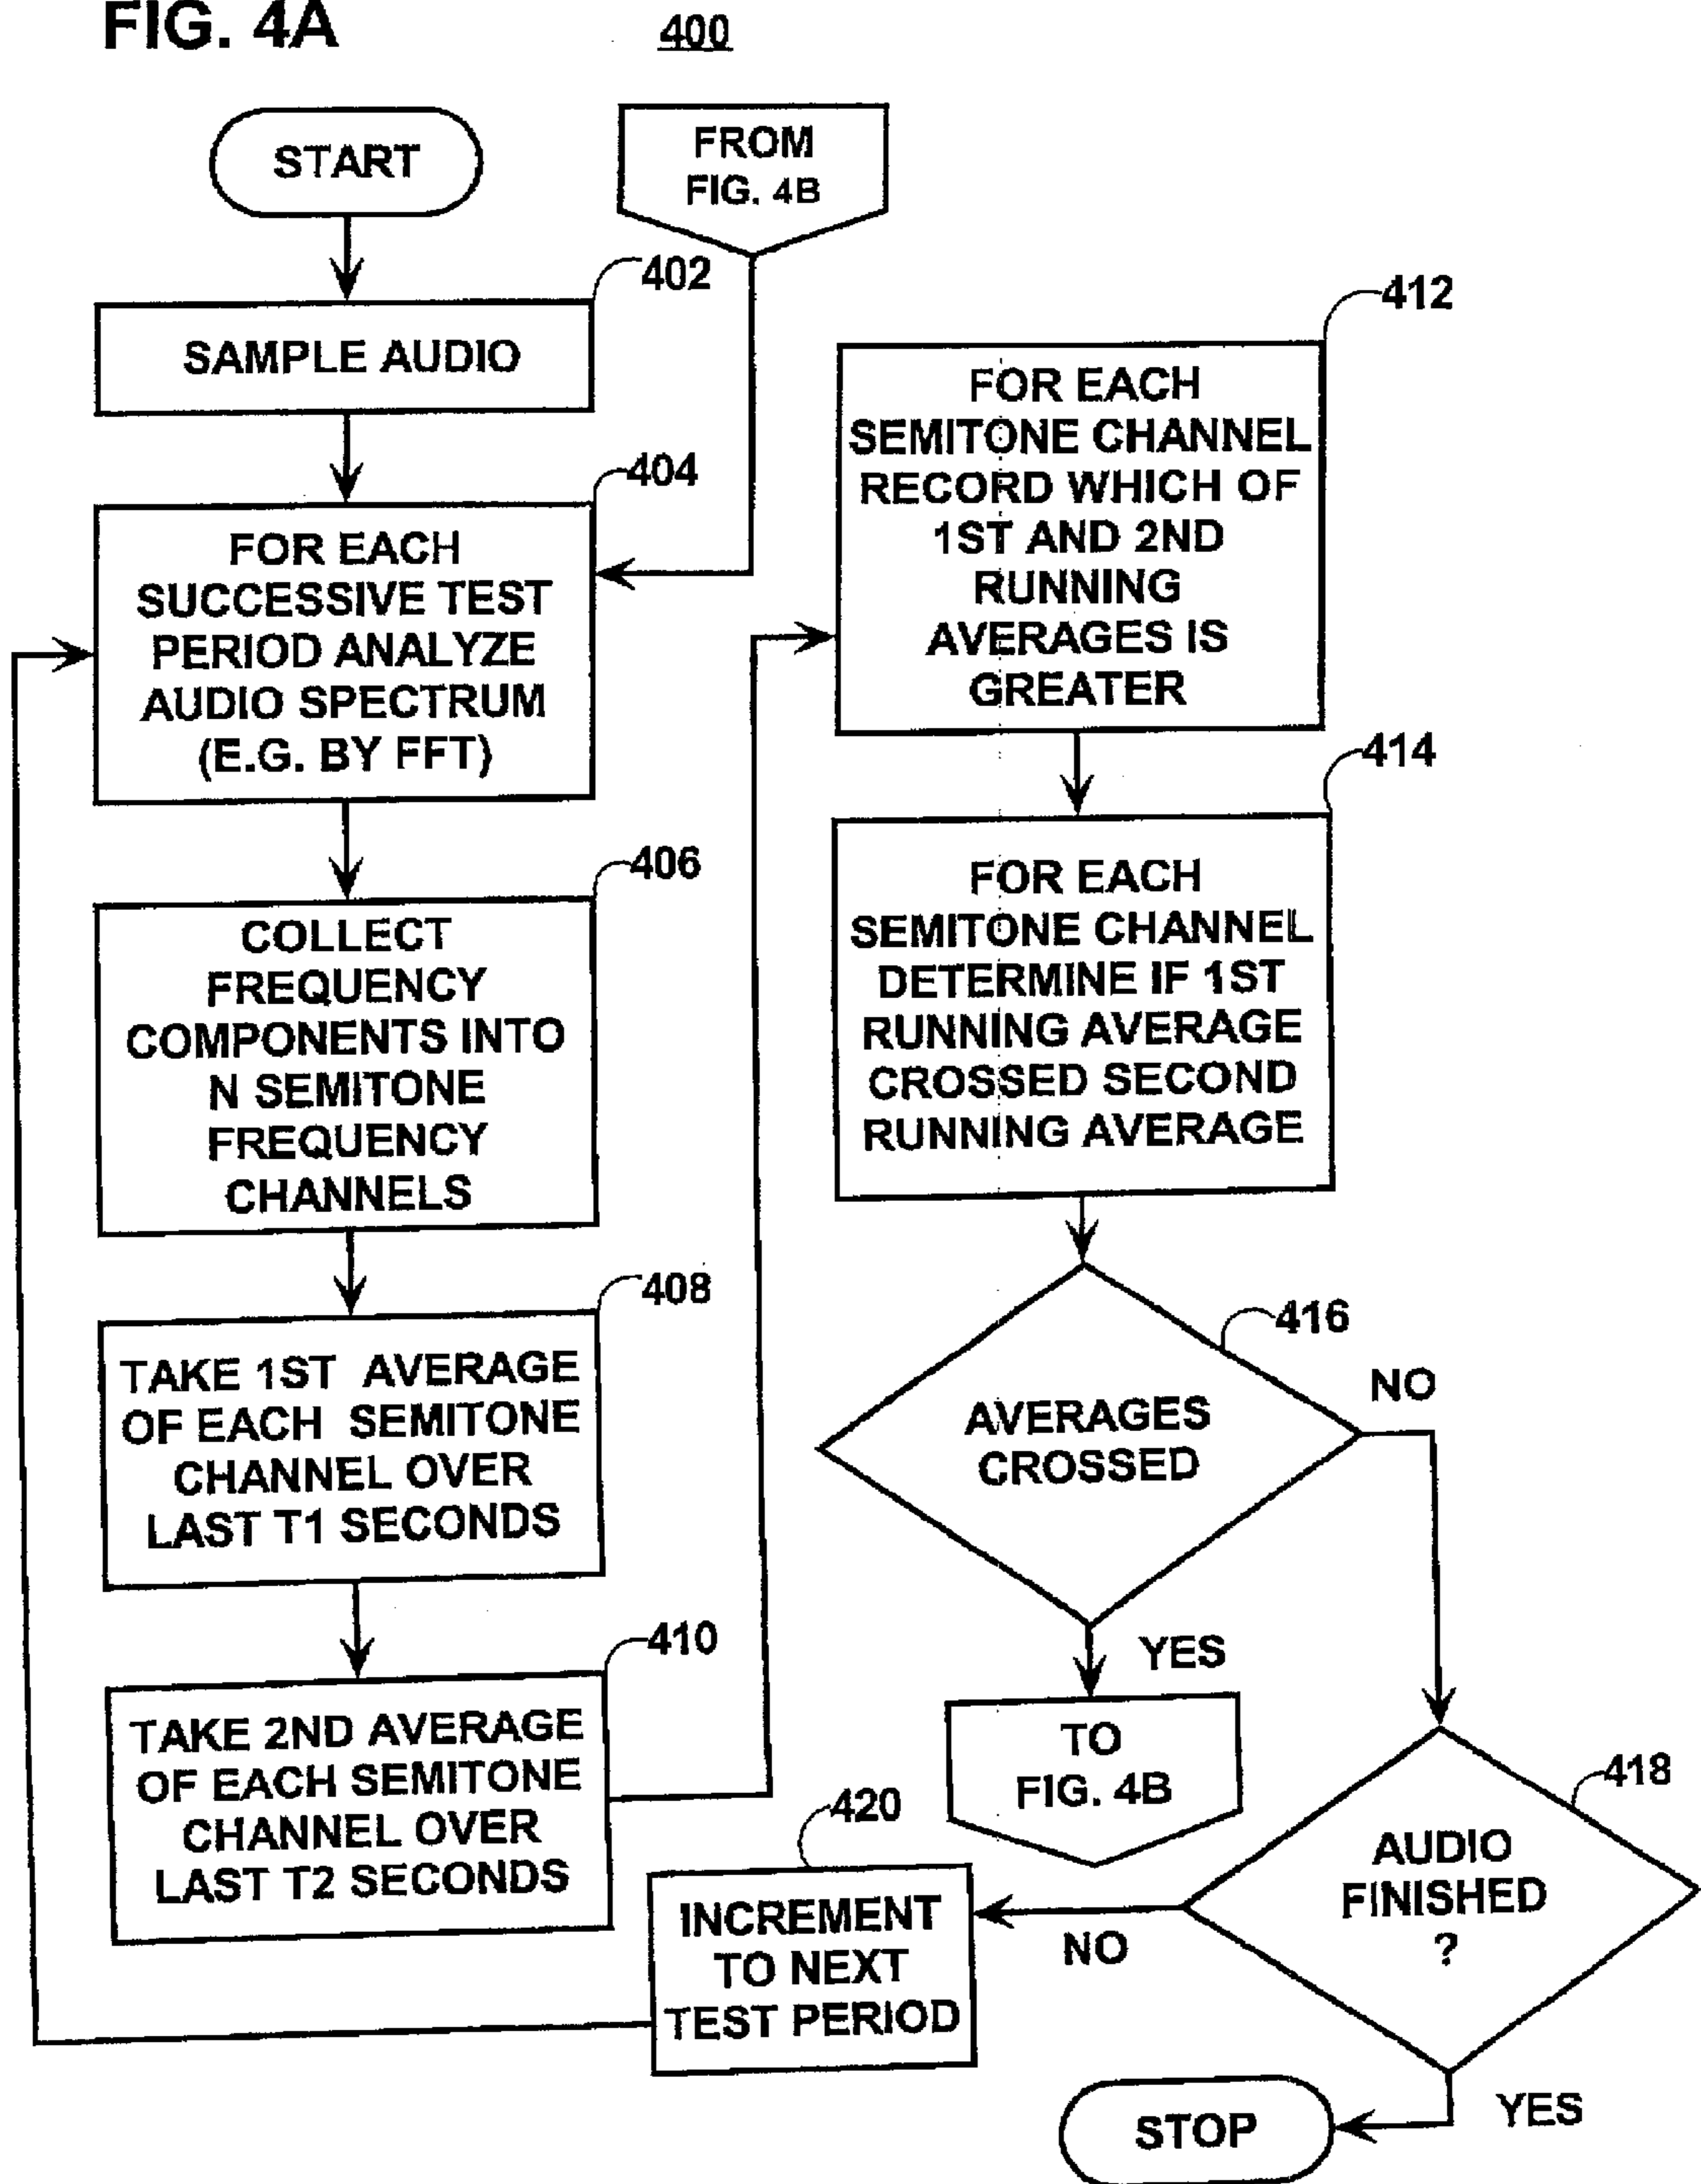 FIG. 4A
400
START
FROM
FIG. 4B
402
SAMPLE AUDIO
404
FOR EACH
SUCCESSIVE TEST
PERIOD ANALYZE
AUDIO SPECTRUM
(E.G. BY FFT)
406
COLLECT
FREQUENCY
COMPONENTS INTO
N SEMITONE
FREQUENCY
CHANNELS
408
TAKE 1ST AVERAGE
OF EACH SEMITONE
CHANNEL OVER
LAST T1 SECONDS
410
TAKE 2ND AVERAGE
OF EACH SEMITONE
CHANNEL OVER
LAST T2 SECONDS
412
FOR EACH
SEMITONE CHANNEL
RECORD WHICH OF
1ST AND 2ND
RUNNING
AVERAGES IS
GREATER
414
FOR EACH
SEMITONE CHANNEL
DETERMINE IF 1ST
RUNNING AVERAGE
CROSSED SECOND
RUNNING AVERAGE
416
AVERAGES
CROSSED
NO
YES
TO
FIG. 4B
418
AUDIO
FINISHED
?
NO
420
INCREMENT
TO NEXT
TEST PERIOD
YES
STOP